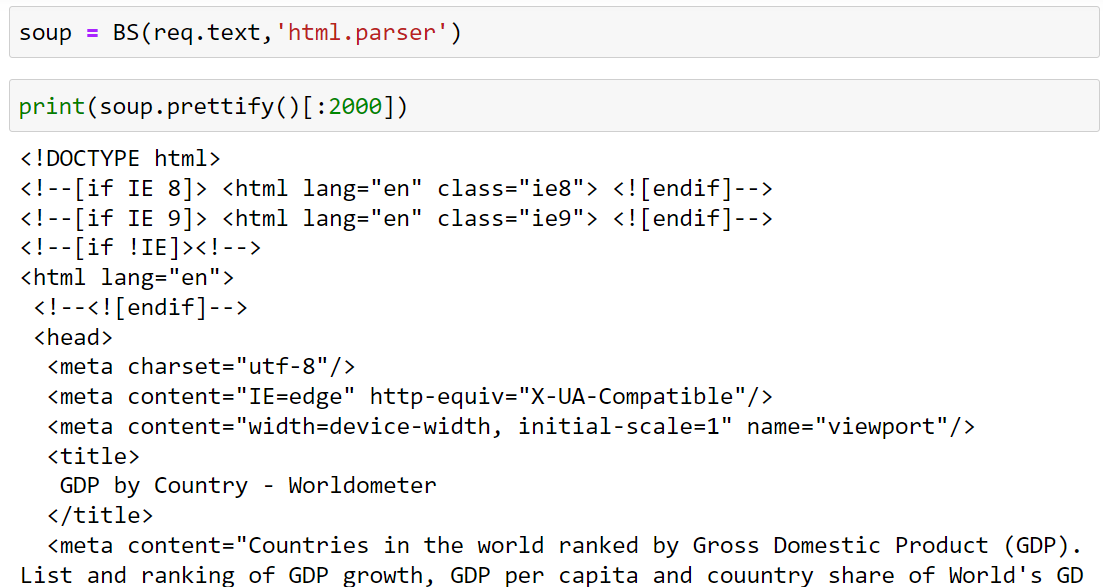 soup = BS(req.text,'html.parser')
print(soup.prettify()[:2000])
<!DOCTYPE html>
<!--[if IE 8]> <html lang="en" class="ie8"> <![endif]-->
<!--[if IE 9]> <html lang="en" class="ie9"> <![endif]-->
<!--[if !IE]><!-->
<html lang="en">
 <!--<![endif]-->
 <head>
  <meta charset="utf-8"/>
  <meta content="IE=edge" http-equiv="X-UA-Compatible"/>
  <meta content="width=device-width, initial-scale=1" name="viewport"/>
  <title>
   GDP by Country - Worldometer
  </title>
  <meta content="Countries in the world ranked by Gross Domestic Product (GDP).
List and ranking of GDP growth, GDP per capita and couuntry share of World's GD